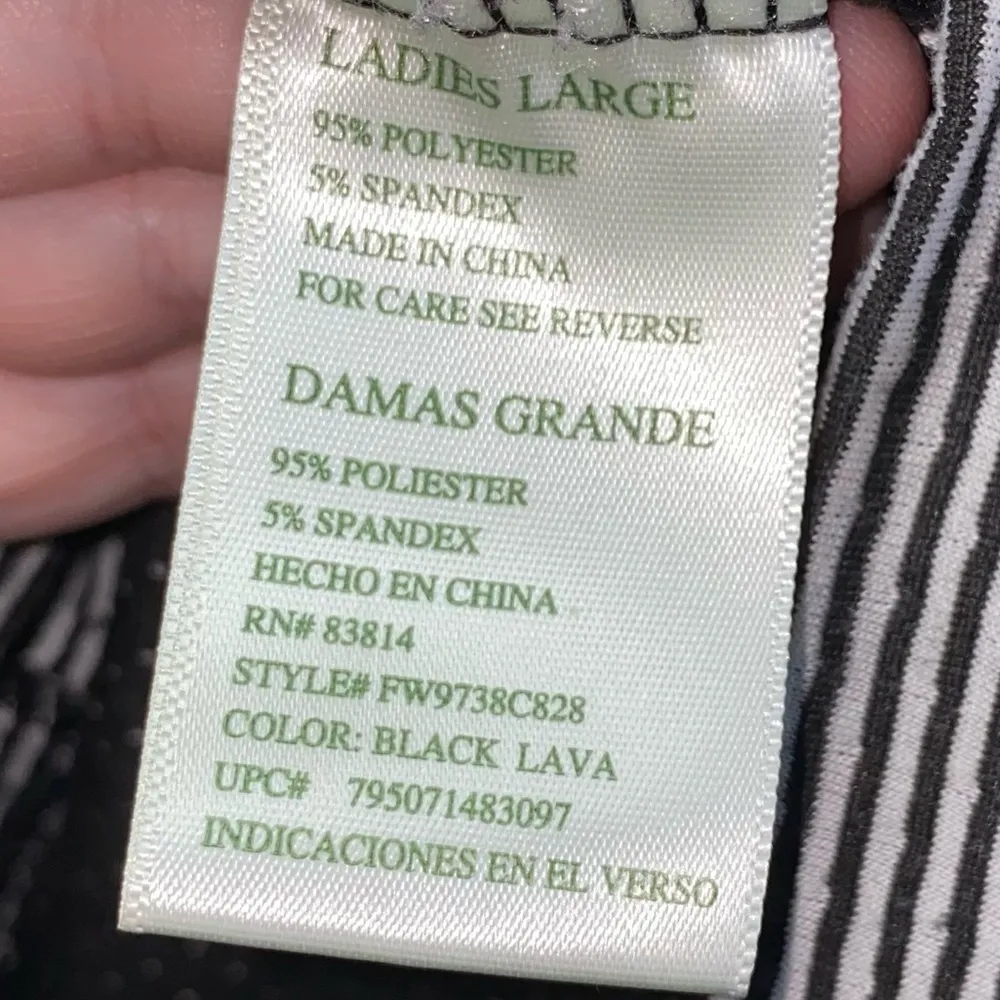 LADIES LARGE
95% POLYESTER
5% SPANDEX
MADE IN CHINA
FOR CARE SEE REVERSE
DAMAS GRANDE
95% POLIESTER
5% SPANDEX
HECHO EN CHINA
RN# 83814
STYLE# FW9738C828
COLOR: BLACK LAVA
UPC# 795071483097
INDICACIONES EN EL VERSO